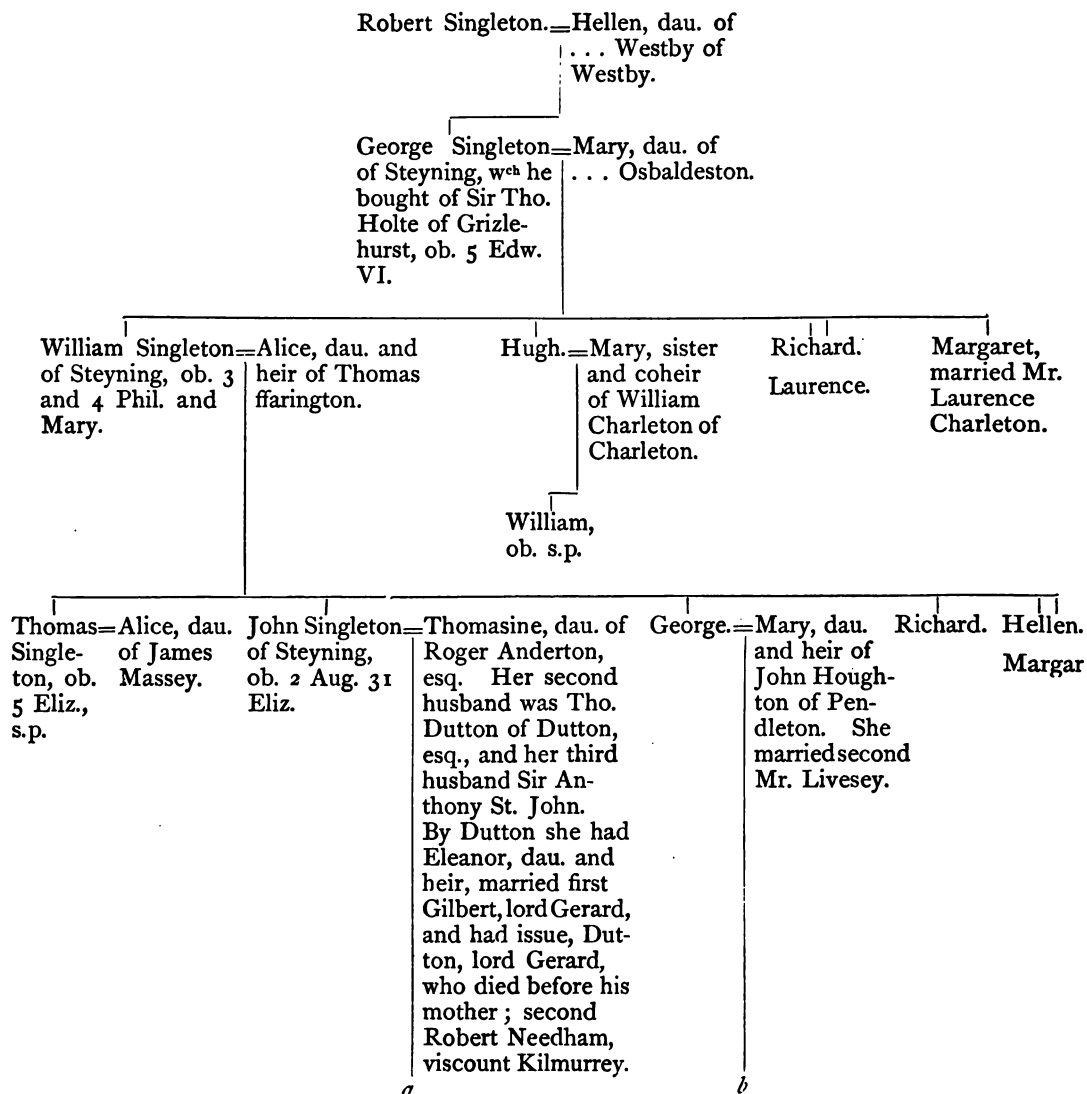 Robert Singleton.=Hellen, dau. of
... Westby of
Westby.
George Singleton=Mary, dau. of
of Steyning, wch he
bought of Sir Tho.
Holte of Grizle-
hurst, ob. 5 Edw.
VI.
... Osbaldeston.
William Singleton=Alice, dau. and
of Steyning, ob. 3
and 4 Phil. and
Mary.
heir of Thomas
ffarington.
Hugh.=Mary, sister
and coheir
of William
Charleton of
Charleton.
Richard.
Laurence.
Margaret,
married Mr.
Laurence
Charleton.
William,
ob. s.p.
Thomas=Alice, dau.
Single-
ton, ob.
5 Eliz.,
s.p.
of James
Massey.
John Singleton=Thomasine, dau. of
of Steyning,
ob. 2 Aug. 31
Eliz.
Roger Anderton,
esq. Her second
husband was Tho.
Dutton of Dutton,
esq., and her third
husband Sir An-
thony St. John.
By Dutton she had
Eleanor, dau. and
heir, married first
Gilbert, lord Gerard,
and had issue, Dut-
ton, lord Gerard,
who died before his
mother; second
Robert Needham,
viscount Kilmurrey.
George.=Mary, dau.
and heir of
John Hough-
ton of Pen-
dleton. She
married second
Mr. Livesey.
Richard.
Hellen.
Margar
a
b